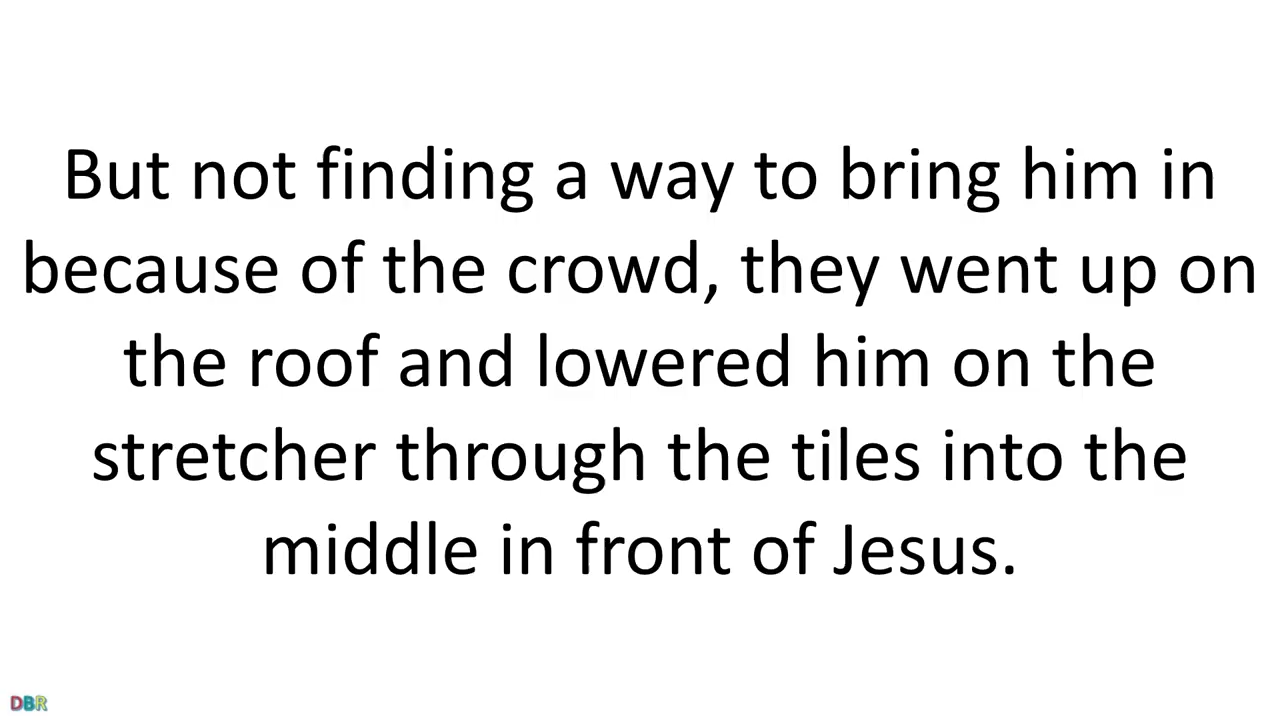 But not finding a way to bring him in
because of the crowd, they went up on
the roof and lowered him on the
stretcher through the tiles into the
middle in front of Jesus.
DBR